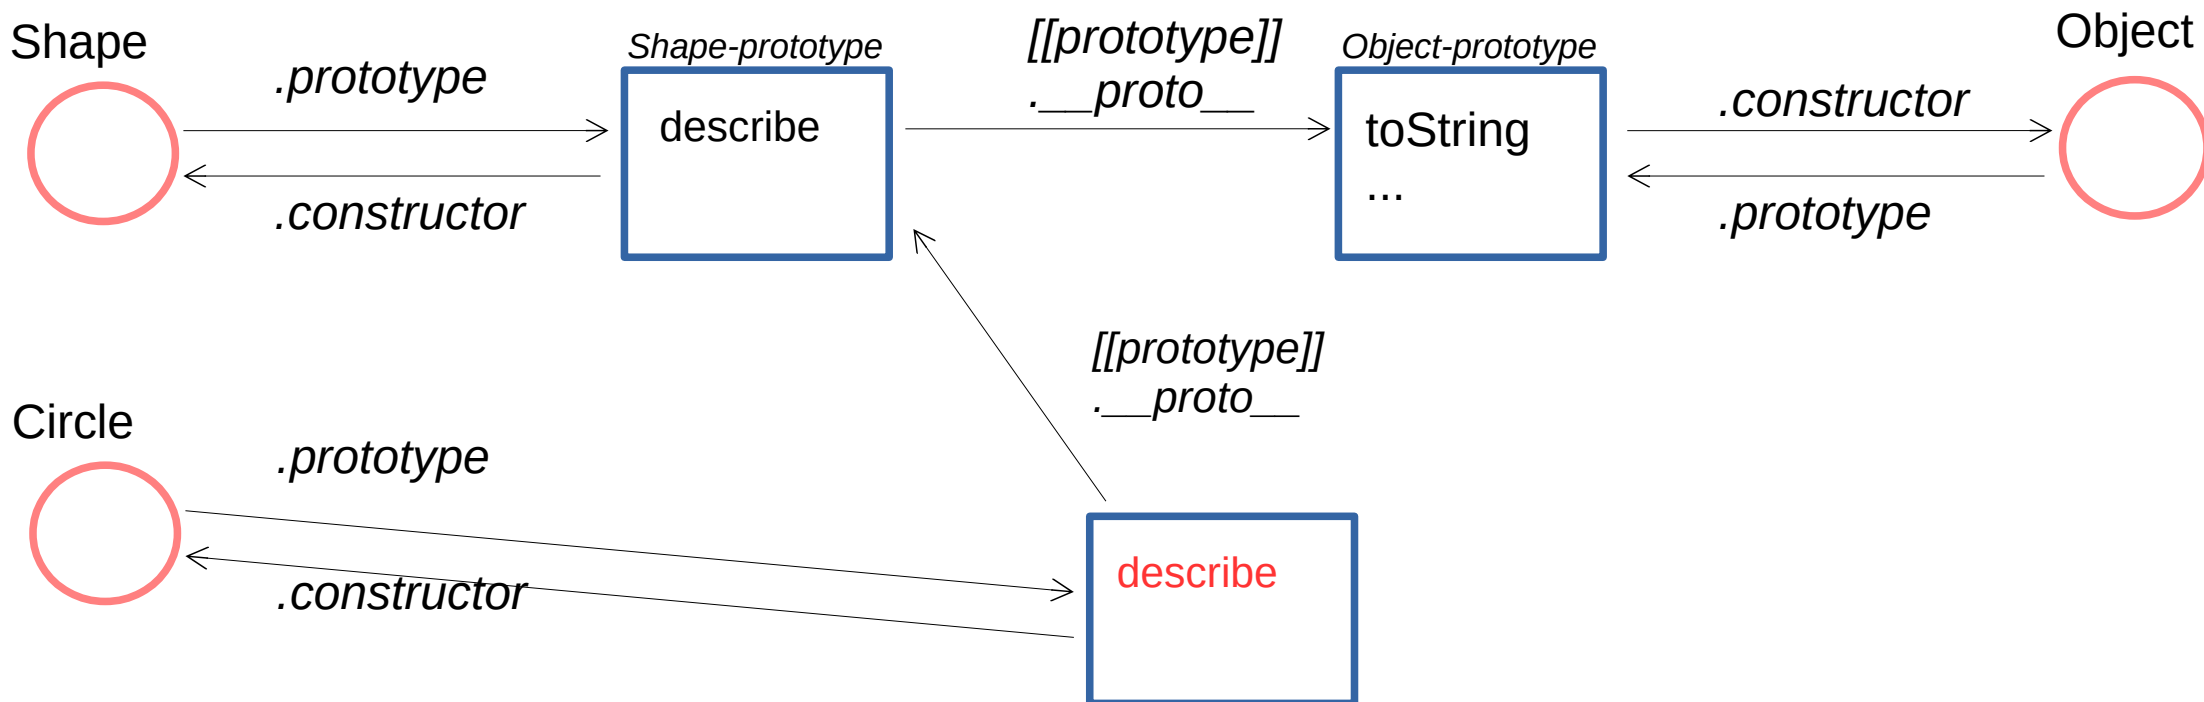 Shape
.prototype
.constructor
Shape-prototype
describe
[[prototype]]
.__proto__
Object-prototype
toString
...
.constructor
.prototype
Object
[[prototype]]
.__proto__
Circle
.prototype
.constructor
describe